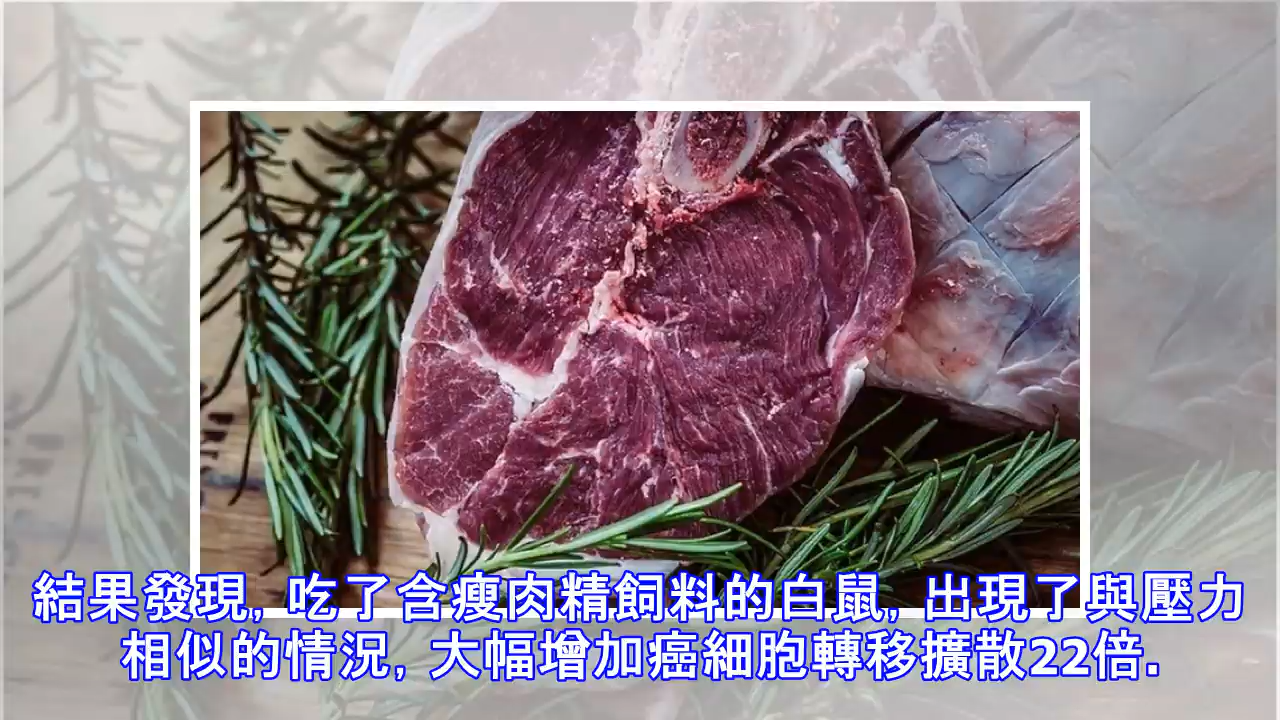 結果發現, 吃了含瘦肉精飼料的白鼠, 出現了與壓力
相似的情況, 大幅增加癌細胞轉移擴散22倍.